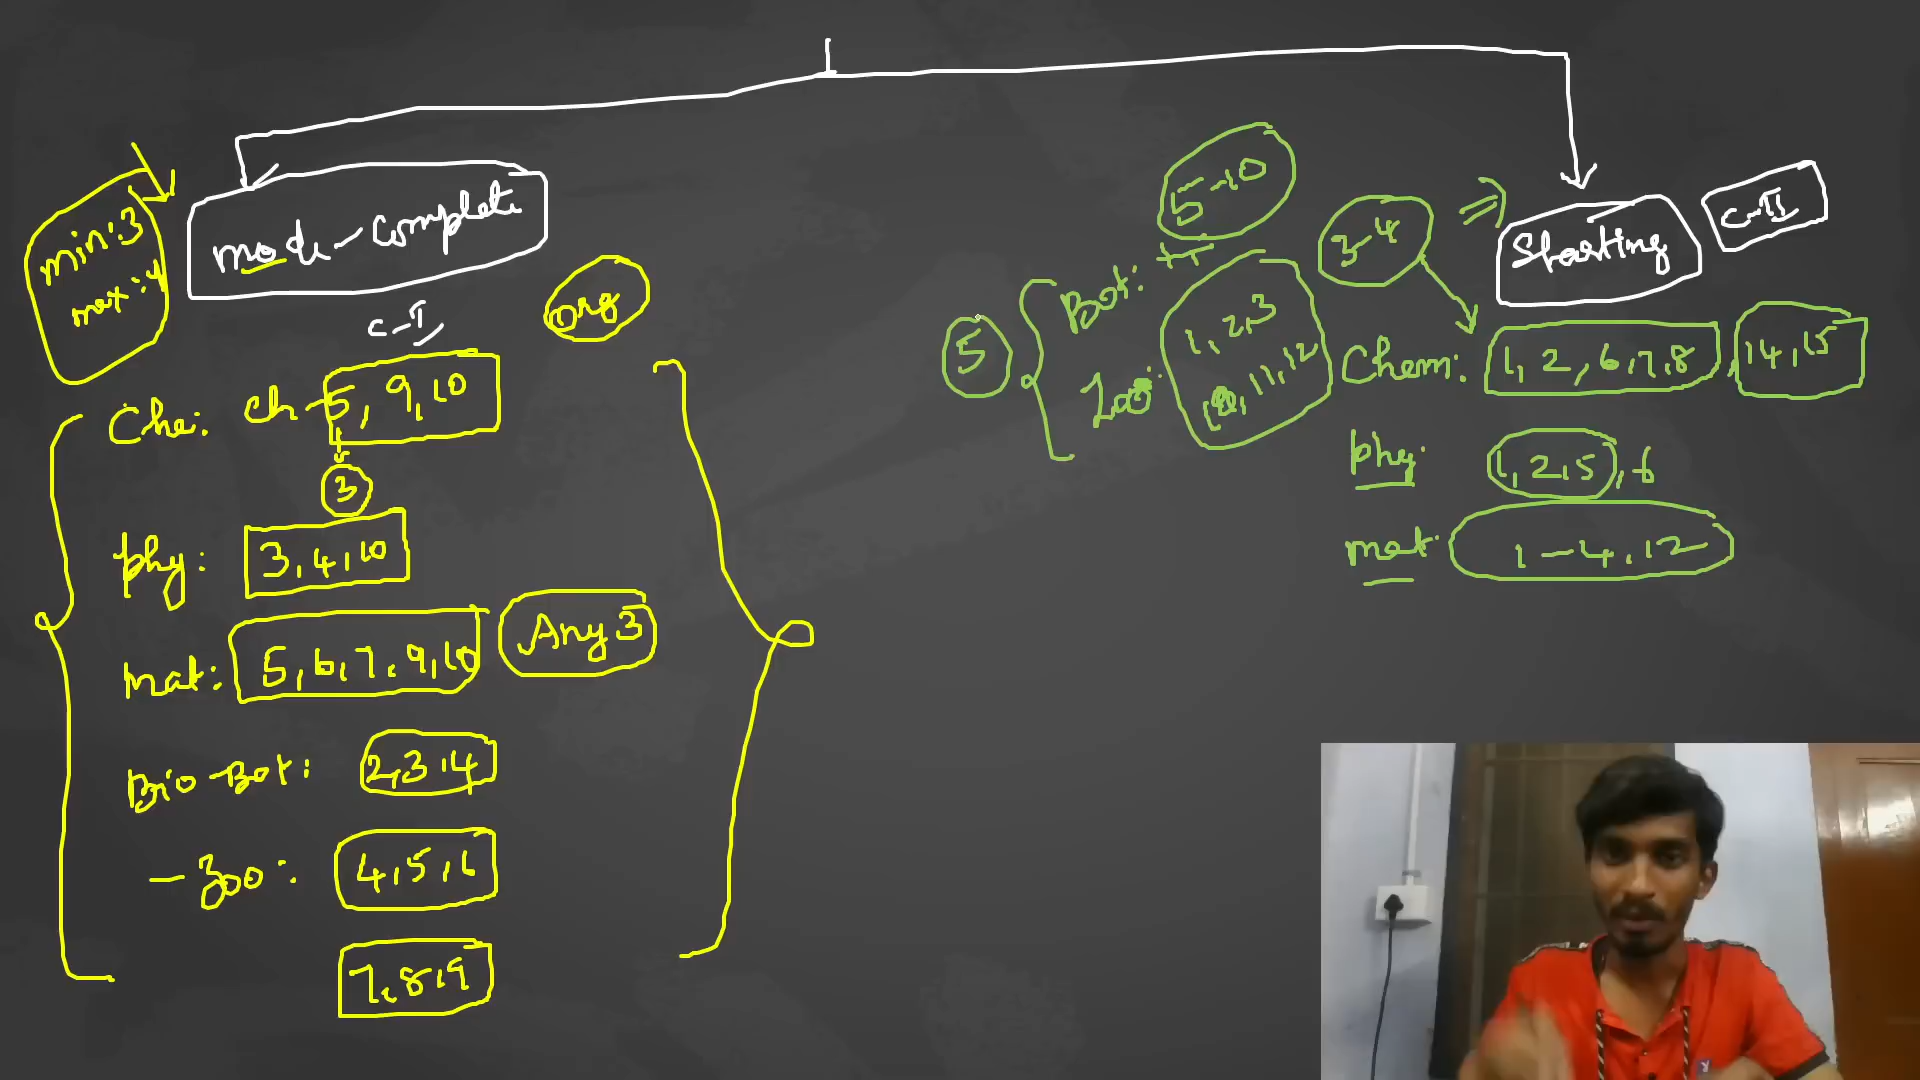 min:3
max:4
mode-complete
C-I
org
Che: ch-5, 9,10
3
phy: 3,4,10
mat: 5,6,7,9,10 Any 3
Bio-Bot: 2,3,4
-Zoo: 4,5,6
7,8,9
5-10
3-4
Starting
C-II
5
Bot: 1,2,3
Zoo: 10,11,12
Chem: 1,2,6,7,8,14,15
phy: 1,2,5,6
mat: 1-4,12